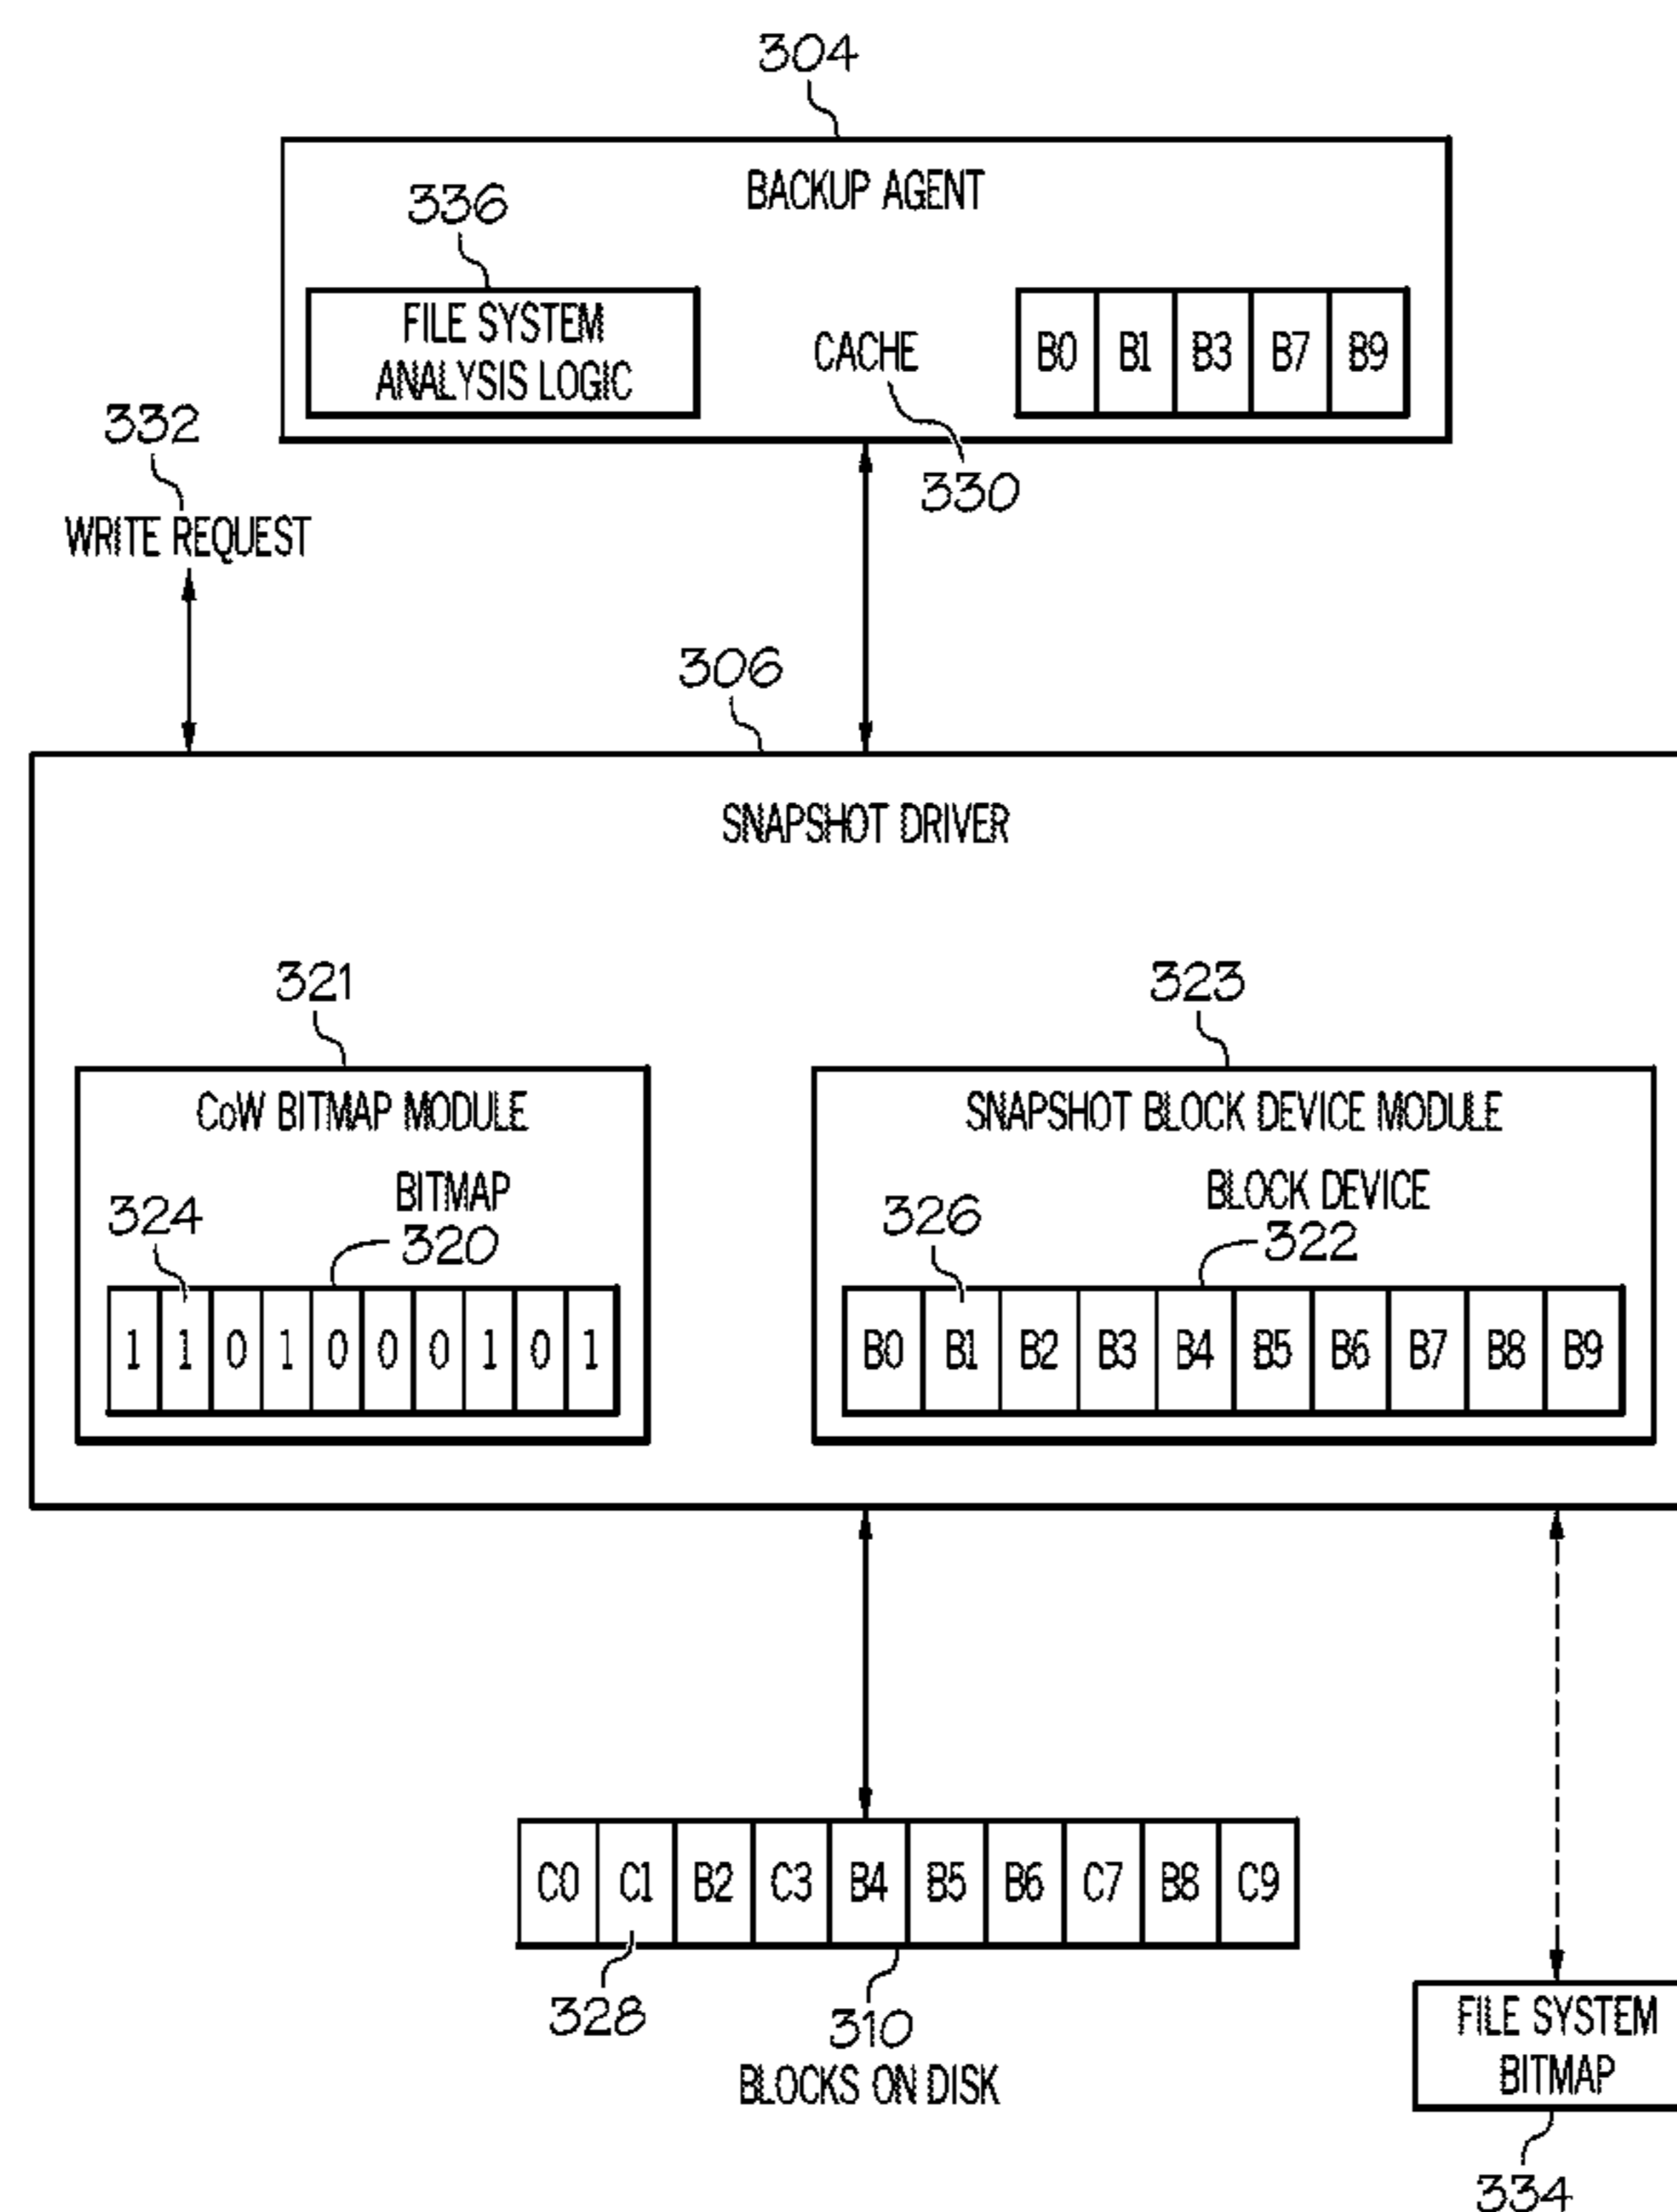 304
BACKUP AGENT
336
FILE SYSTEM
ANALYSIS LOGIC
CACHE
B0 B1 B3 B7 B9
330
332
WRITE REQUEST
306
SNAPSHOT DRIVER
321
CoW BITMAP MODULE
BITMAP
324
320
1 1 0 1 0 0 0 1 0 1
323
SNAPSHOT BLOCK DEVICE MODULE
BLOCK DEVICE
326
322
B0 B1 B2 B3 B4 B5 B6 B7 B8 B9
C0 C1 B2 C3 B4 B5 B6 C7 B8 C9
328
310
BLOCKS ON DISK
FILE SYSTEM
BITMAP
334